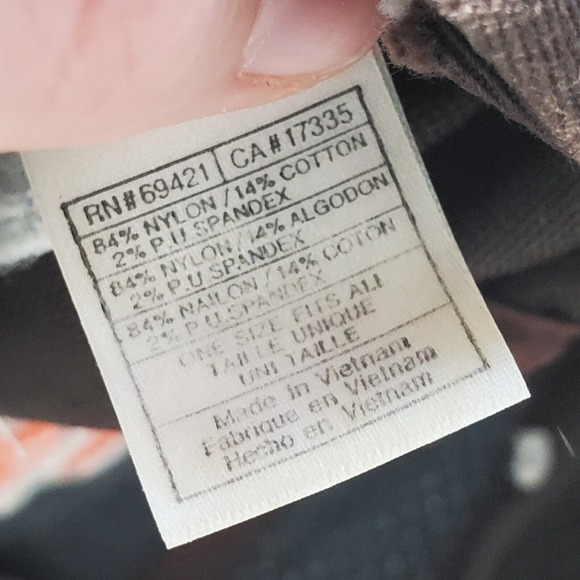 RN#69421 CA#17335
84% NYLON/14% COTTON
2% P.U.SPANDEX
84% NYLON/14% ALGODON
2% P.U SPANDEX
84% NAILON/14% COTON
2% P.U.SPANDEX
ONE SIZE FITS ALL
TAILLE UNIQUE
UNI TAILLE
Made in Vietnam
Fabrique en Vietnam
Hecho en Vietnam